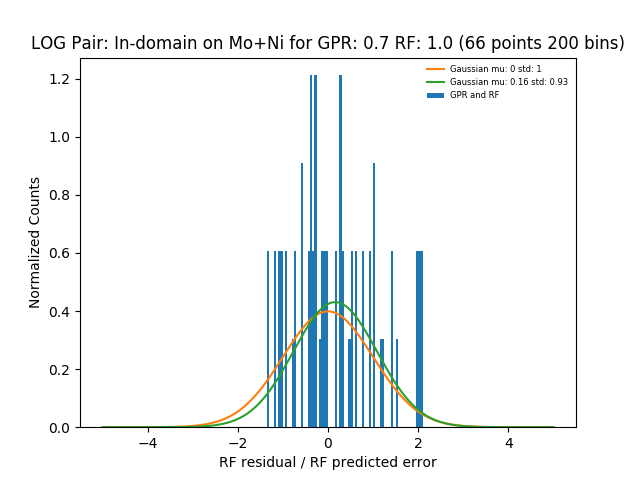 LOG Pair: In-domain on Mo+Ni for GPR: 0.7 RF: 1.0 (66 points 200 bins)
Gaussian mu: 0 std: 1
Gaussian mu: 0.16 std: 0.93
GPR and RF
Normalized Counts
1.2
1.0
0.8
0.6
0.4
0.2
0.0
−4 −2 0 2 4
RF residual / RF predicted error